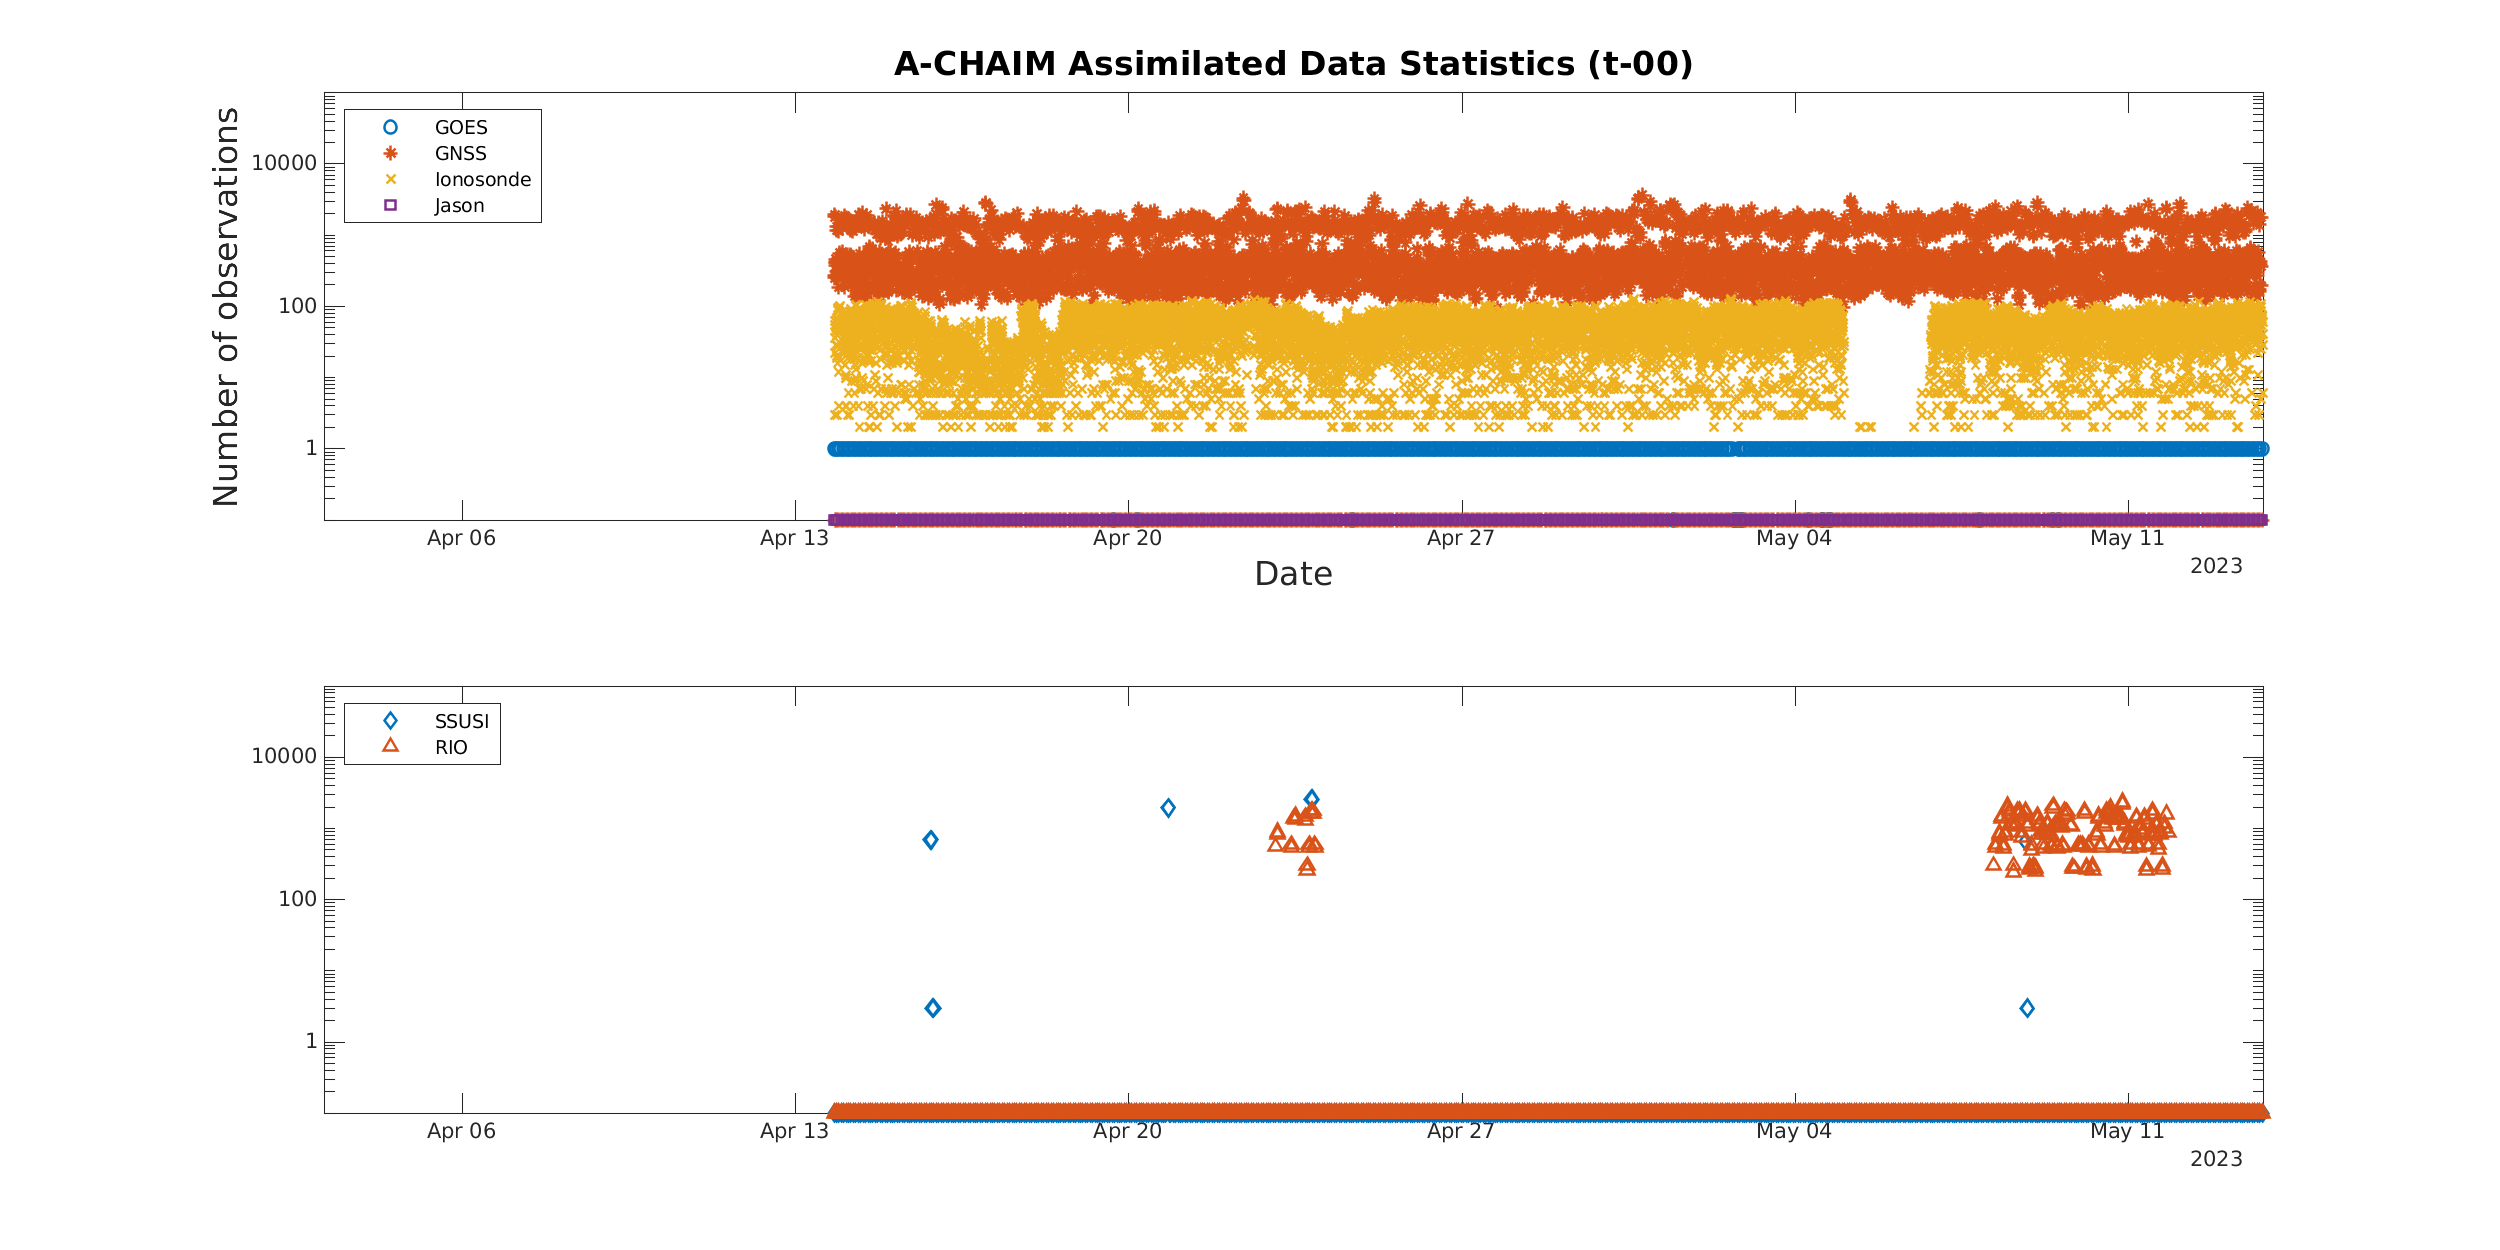 A-CHAIM Assimilated Data Statistics (t-00)
Number of observations
10000
100
1
GOES
GNSS
Ionosonde
Jason
Apr 06 Apr 13 Apr 20 Apr 27 May 04 May 11
2023
Date
10000
100
1
SSUSI
RIO
Apr 06 Apr 13 Apr 20 Apr 27 May 04 May 11
2023